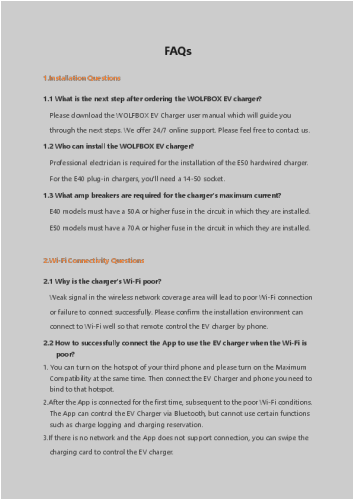 FAQs
1.Installation Questions
1.1 What is the next step after ordering the WOLFBOX EV charger?
Please download the WOLFBOX EV Charger user manual which will guide you
through the next steps. We offer 24/7 online support. Please feel free to contact us.
1.2 Who can install the WOLFBOX EV charger?
Professional electrician is required for the installation of the E50 hardwired charger.
For the E40 plug-in chargers, you'll need a 14-50 socket.
1.3 What amp breakers are required for the charger's maximum current?
E40 models must have a 50A or higher fuse in the circuit in which they are installed.
E50 models must have a 70A or higher fuse in the circuit in which they are installed.
2.Wi-Fi Connectivity Questions
2.1 Why is the charger's Wi-Fi poor?
Weak signal in the wireless network coverage area will lead to poor Wi-Fi connection
or failure to connect successfully. Please confirm the installation environment can
connect to Wi-Fi well so that remote control the EV charger by phone.
2.2 How to successfully connect the App to use the EV charger when the Wi-Fi is
poor?
1. You can turn on the hotspot of your third phone and please turn on the Maximum
Compatibility at the same time. Then connect the EV Charger and phone you need to
bind to that hotspot.
2.After the App is connected for the first time, subsequent to the poor Wi-Fi conditions.
The App can control the EV Charger via Bluetooth, but cannot use certain functions
such as charge logging and charging reservation.
3.If there is no network and the App does not support connection, you can swipe the
charging card to control the EV charger.